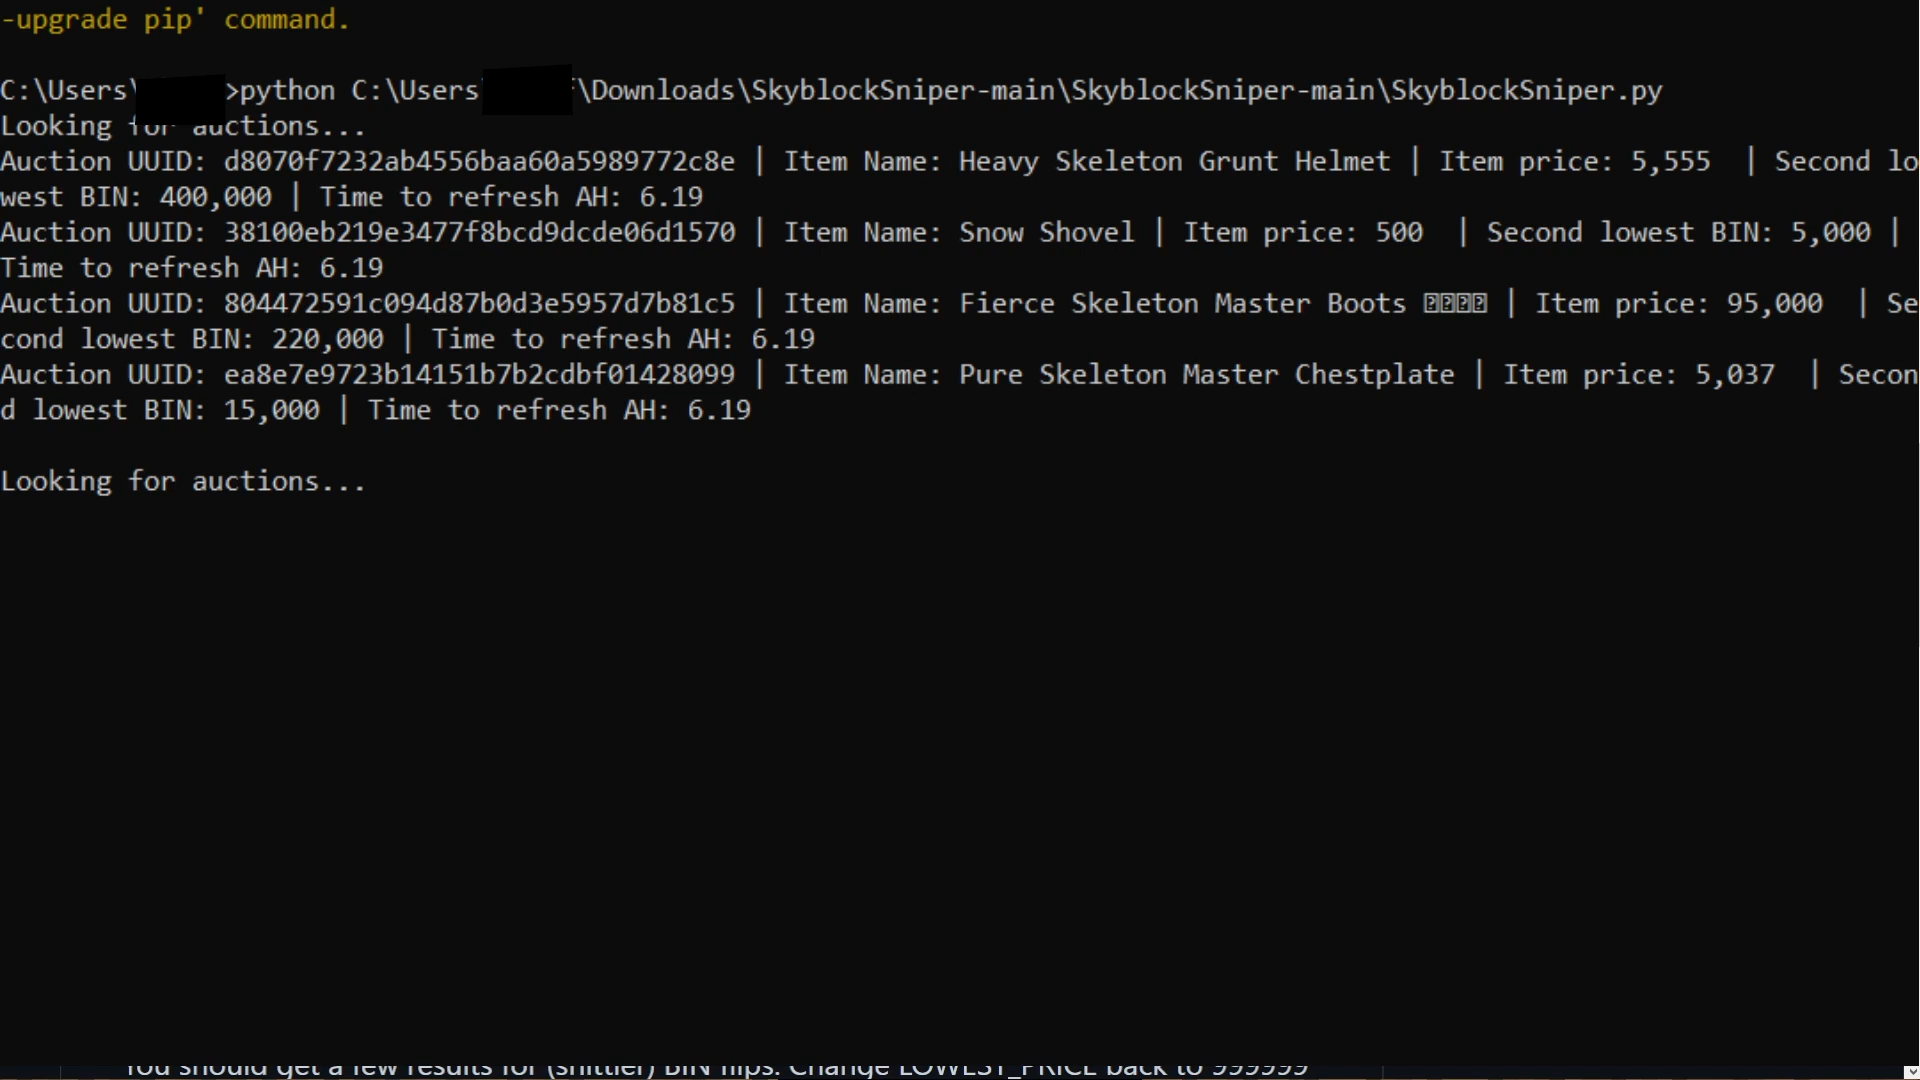 -upgrade pip' command.
C:\Users\ >python C:\Users \Downloads\SkyblockSniper-main\SkyblockSniper-main\SkyblockSniper.py
Looking for auctions...
Auction UUID: d8070f7232ab4556baa60a5989772c8e | Item Name: Heavy Skeleton Grunt Helmet | Item price: 5,555  | Second lo
west BIN: 400,000 | Time to refresh AH: 6.19
Auction UUID: 38100eb219e3477f8bcd9dcde06d1570 | Item Name: Snow Shovel | Item price: 500  | Second lowest BIN: 5,000 |
Time to refresh AH: 6.19
Auction UUID: 804472591c094d87b0d3e5957d7b81c5 | Item Name: Fierce Skeleton Master Boots | Item price: 95,000  | Se
cond lowest BIN: 220,000 | Time to refresh AH: 6.19
Auction UUID: ea8e7e9723b14151b7b2cdbf01428099 | Item Name: Pure Skeleton Master Chestplate | Item price: 5,037  | Secon
d lowest BIN: 15,000 | Time to refresh AH: 6.19
Looking for auctions...
You should get a few results for (shittier) BIN flips. Change LOWEST_PRICE back to 999999